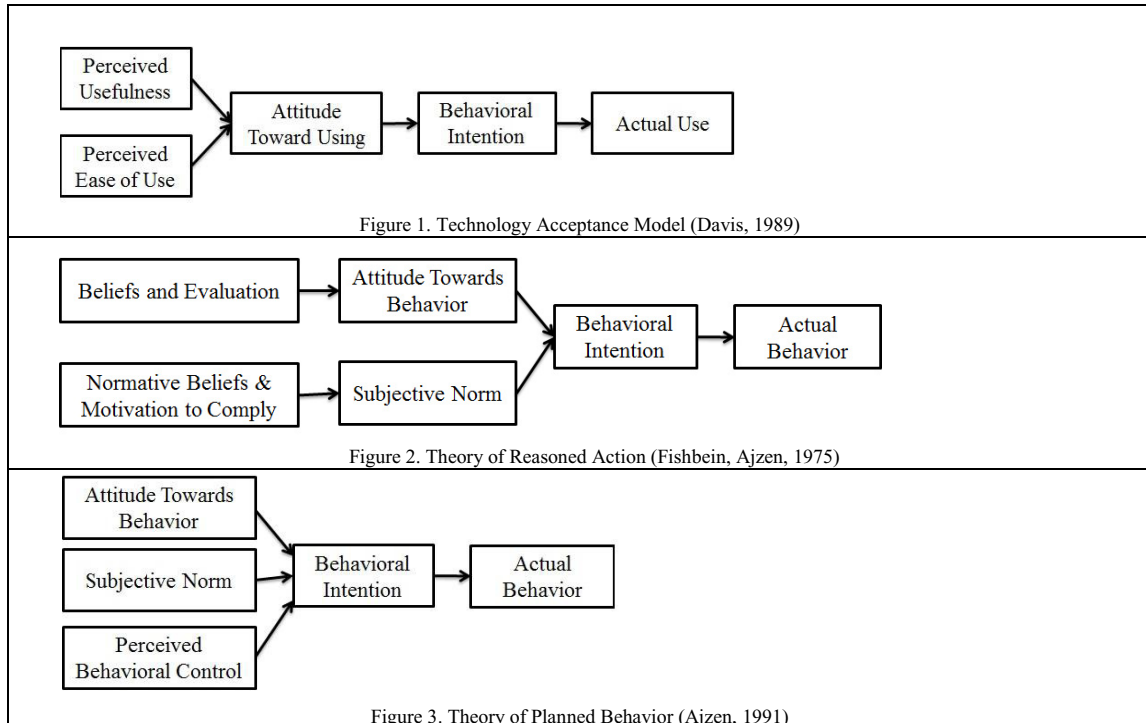 Perceived
Usefulness
Perceived
Ease of Use
Attitude
Toward Using
Behavioral
Intention
Actual Use
Figure 1. Technology Acceptance Model (Davis, 1989)
Beliefs and Evaluation
Attitude Towards
Behavior
Normative Beliefs &
Motivation to Comply
Subjective Norm
Behavioral
Intention
Actual
Behavior
Figure 2. Theory of Reasoned Action (Fishbein, Ajzen, 1975)
Attitude Towards
Behavior
Subjective Norm
Perceived
Behavioral Control
Behavioral
Intention
Actual
Behavior
Figure 3. Theory of Planned Behavior (Ajzen, 1991)